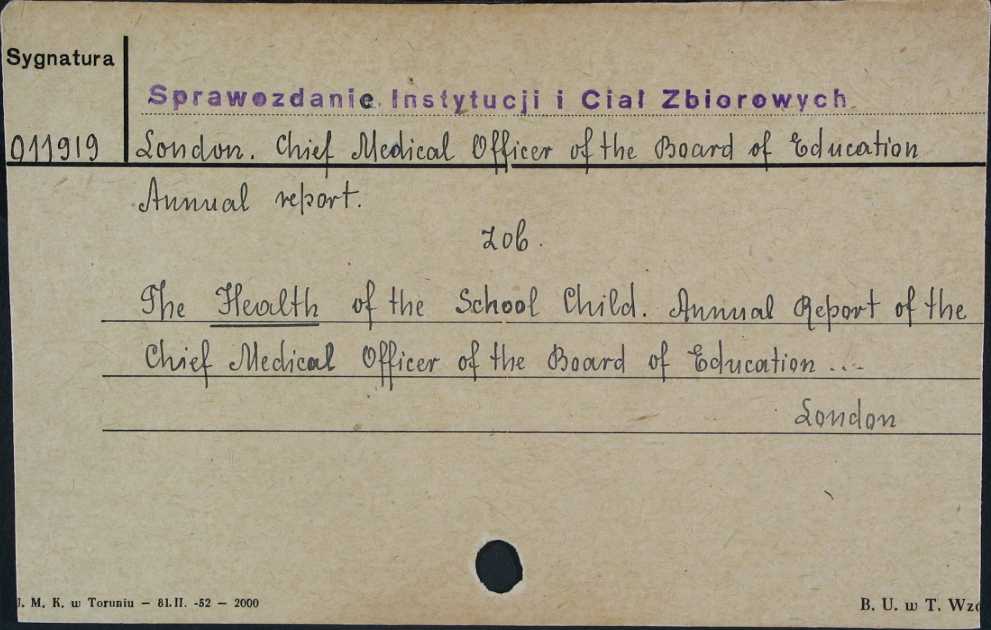 Sygnatura
Sprawozdanie Instytucji i Ciał Zbiorowych
011919 London. Chief Medical Officer of the Board of Education
Annual report.
zob.
The Health of the School Child. Annual Report of the
Chief Medical Officer of the Board of Education ...
London
J. M. K. w Toruniu — 81.II. -52 — 2000
B. U. w T. Wzó